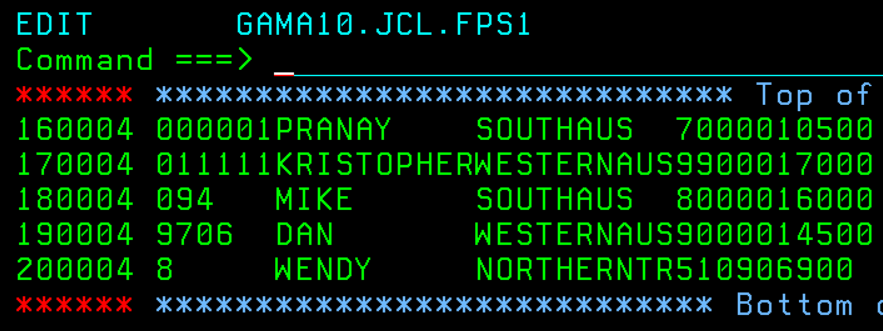 EDIT       GAMA10.JCL.FPS1
Command ===> _
****** ***************************** Top of
160004 000001PRANAY    SOUTHAUS  7000010500
170004 011111KRISTOPHERWESTERNAUS9900017000
180004 094   MIKE      SOUTHAUS  8000016000
190004 9706  DAN       WESTERNAUS9000014500
200004 8     WENDY     NORTHERNTR510906900
****** **************************** Bottom